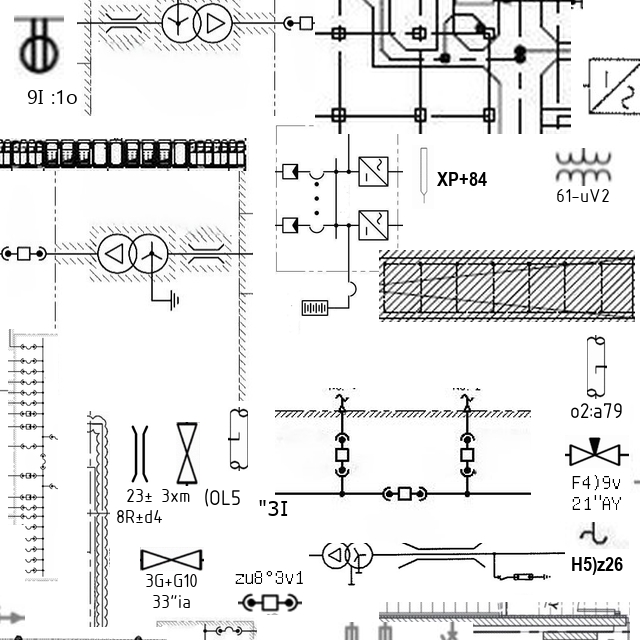 9I :1o
XP+84
61-uV2
o2:a79
23± 3xm (OL5
8R±d4
"3I
F4)9v
21"AY
H5)z26
3G+G10
33"ia
zu8°3v1